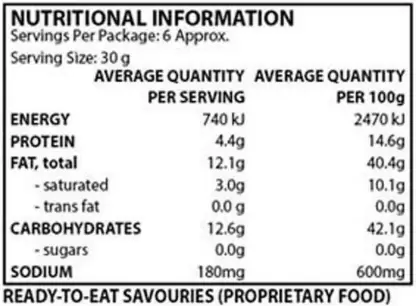 NUTRITIONAL INFORMATION
Servings Per Package: 6 Approx.
Serving Size: 30 g
AVERAGE QUANTITY AVERAGE QUANTITY
PER SERVING PER 100g
ENERGY 740 kJ 2470 kJ
PROTEIN 4.4g 14.6g
FAT, total 12.1g 40.4g
- saturated 3.0g 10.1g
- trans fat 0.0 g 0.0g
CARBOHYDRATES 12.6g 42.1g
- sugars 0.0g 0.0g
SODIUM 180mg 600mg
READY-TO-EAT SAVOURIES (PROPRIETARY FOOD)